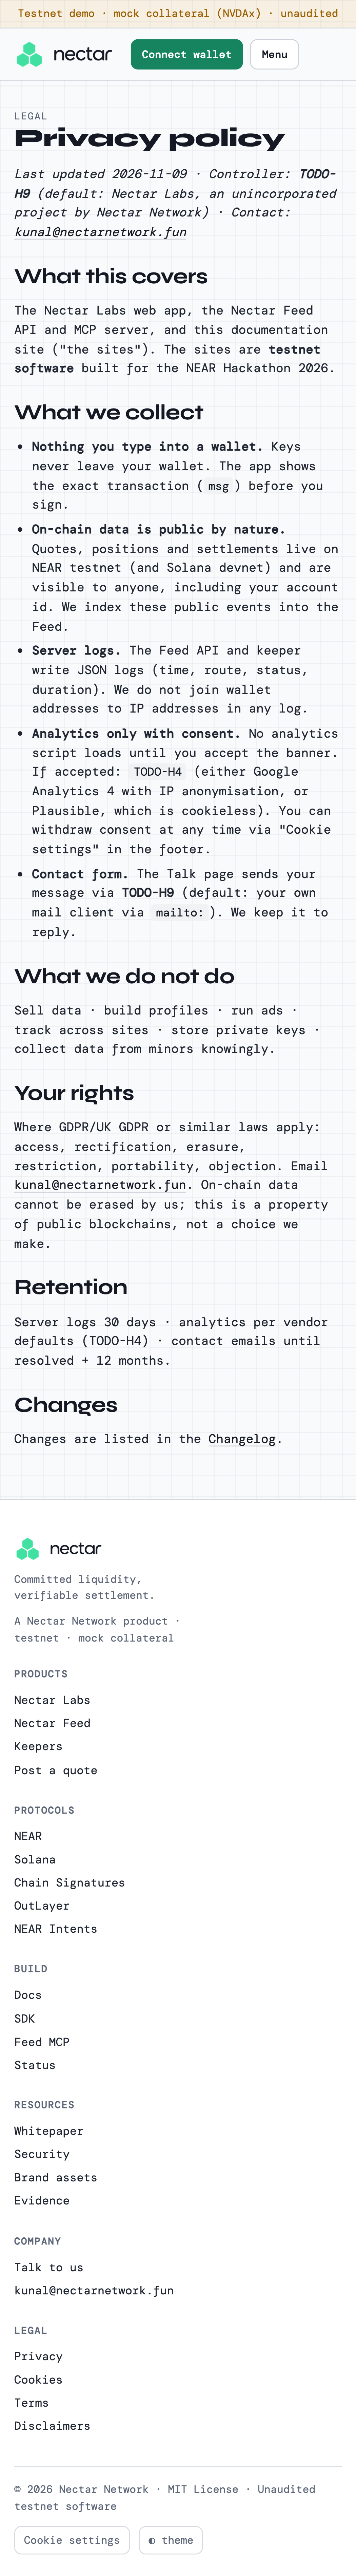 Testnet demo · mock collateral (NVDAx) · unaudited
nectar
Connect wallet
Menu
LEGAL
Privacy policy
Last updated 2026-11-09 · Controller: TODO-
H9 (default: Nectar Labs, an unincorporated
project by Nectar Network) · Contact:
kunal@nectarnetwork.fun
What this covers
The Nectar Labs web app, the Nectar Feed
API and MCP server, and this documentation
site ("the sites"). The sites are testnet
software built for the NEAR Hackathon 2026.
What we collect
• Nothing you type into a wallet. Keys
never leave your wallet. The app shows
the exact transaction ( msg ) before you
sign.
• On-chain data is public by nature.
Quotes, positions and settlements live on
NEAR testnet (and Solana devnet) and are
visible to anyone, including your account
id. We index these public events into the
Feed.
• Server logs. The Feed API and keeper
write JSON logs (time, route, status,
duration). We do not join wallet
addresses to IP addresses in any log.
• Analytics only with consent. No analytics
script loads until you accept the banner.
If accepted: TODO-H4 (either Google
Analytics 4 with IP anonymisation, or
Plausible, which is cookieless). You can
withdraw consent at any time via "Cookie
settings" in the footer.
• Contact form. The Talk page sends your
message via TODO-H9 (default: your own
mail client via mailto: ). We keep it to
reply.
What we do not do
Sell data · build profiles · run ads ·
track across sites · store private keys ·
collect data from minors knowingly.
Your rights
Where GDPR/UK GDPR or similar laws apply:
access, rectification, erasure,
restriction, portability, objection. Email
kunal@nectarnetwork.fun. On-chain data
cannot be erased by us; this is a property
of public blockchains, not a choice we
make.
Retention
Server logs 30 days · analytics per vendor
defaults (TODO-H4) · contact emails until
resolved + 12 months.
Changes
Changes are listed in the Changelog.
nectar
Committed liquidity,
verifiable settlement.
A Nectar Network product ·
testnet · mock collateral
PRODUCTS
Nectar Labs
Nectar Feed
Keepers
Post a quote
PROTOCOLS
NEAR
Solana
Chain Signatures
OutLayer
NEAR Intents
BUILD
Docs
SDK
Feed MCP
Status
RESOURCES
Whitepaper
Security
Brand assets
Evidence
COMPANY
Talk to us
kunal@nectarnetwork.fun
LEGAL
Privacy
Cookies
Terms
Disclaimers
© 2026 Nectar Network · MIT License · Unaudited
testnet software
Cookie settings
◐ theme